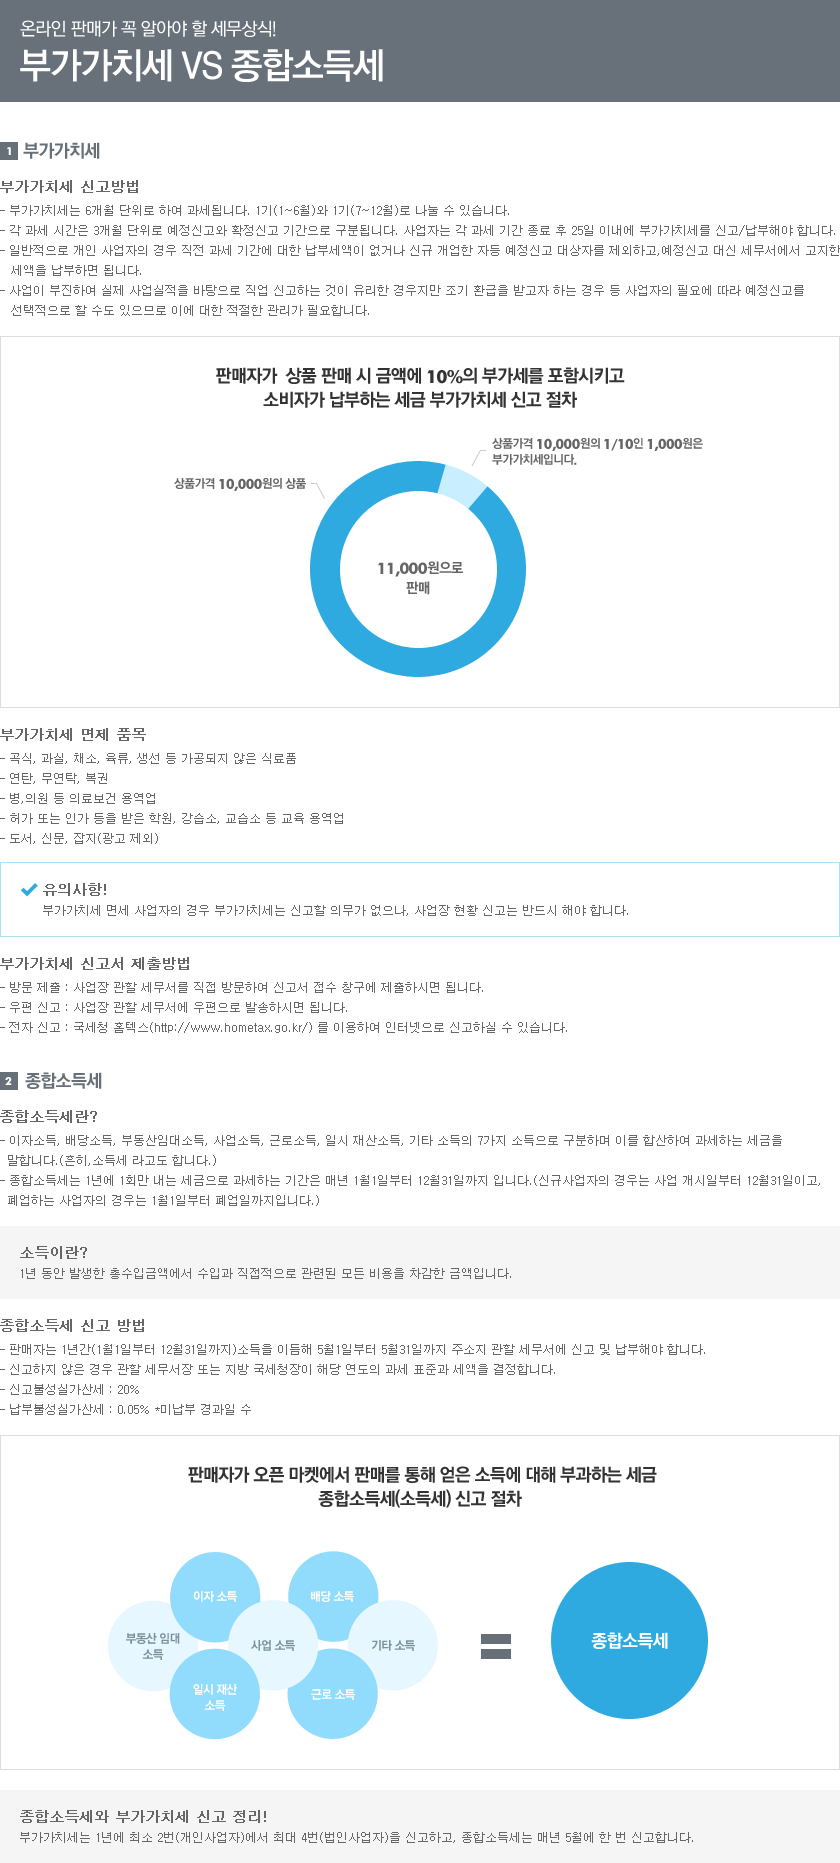 온라인 판매가 꼭 알아야 할 세무상식!
부가가치세 VS 종합소득세
1 부가가치세
부가가치세 신고방법
- 부가가치세는 6개월 단위로 하여 과세됩니다. 1기(1~6월)와 1기(7~12월)로 나눌 수 있습니다.
- 각 과세 시간은 3개월 단위로 예정신고와 확정신고 기간으로 구분됩니다. 사업자는 각 과세 기간 종료 후 25일 이내에 부가가치세를 신고/납부해야 합니다.
- 일반적으로 개인 사업자의 경우 직전 과세 기간에 대한 납부세액이 없거나 신규 개업한 자등 예정신고 대상자를 제외하고,예정신고 대신 세무서에서 고지한
세액을 납부하면 됩니다.
- 사업이 부진하여 실제 사업실적을 바탕으로 직업 신고하는 것이 유리한 경우지만 조기 환급을 받고자 하는 경우 등 사업자의 필요에 따라 예정신고를
선택적으로 할 수도 있으므로 이에 대한 적절한 관리가 필요합니다.
판매자가 상품 판매 시 금액에 10%의 부가세를 포함시키고
소비자가 납부하는 세금 부가가치세 신고 절차
상품가격 10,000원의 1/10인 1,000원은
부가가치세입니다.
상품가격 10,000원의 상품
11,000원으로
판매
부가가치세 면제 품목
- 곡식, 과실, 채소, 육류, 생선 등 가공되지 않은 식료품
- 연탄, 무연탁, 복권
- 병,의원 등 의료보건 용역업
- 허가 또는 인가 등을 받은 학원, 강습소, 교습소 등 교육 용역업
- 도서, 신문, 잡지(광고 제외)
유의사항!
부가가치세 면세 사업자의 경우 부가가치세는 신고할 의무가 없으나, 사업장 현황 신고는 반드시 해야 합니다.
부가가치세 신고서 제출방법
- 방문 제출 : 사업장 관할 세무서를 직접 방문하여 신고서 접수 창구에 제출하시면 됩니다.
- 우편 신고 : 사업장 관할 세무서에 우편으로 발송하시면 됩니다.
- 전자 신고 : 국세청 홈텍스(http://www.hometax.go.kr/) 를 이용하여 인터넷으로 신고하실 수 있습니다.
2 종합소득세
종합소득세란?
- 이자소득, 배당소득, 부동산임대소득, 사업소득, 근로소득, 일시 재산소득, 기타 소득의 7가지 소득으로 구분하며 이를 합산하여 과세하는 세금을
말합니다.(흔히,소득세 라고도 합니다.)
- 종합소득세는 1년에 1회만 내는 세금으로 과세하는 기간은 매년 1월1일부터 12월31일까지 입니다.(신규사업자의 경우는 사업 개시일부터 12월31일이고,
폐업하는 사업자의 경우는 1월1일부터 폐업일까지입니다.)
소득이란?
1년 동안 발생한 총수입금액에서 수입과 직접적으로 관련된 모든 비용을 차감한 금액입니다.
종합소득세 신고 방법
- 판매자는 1년간(1월1일부터 12월31일까지)소득을 이듬해 5월1일부터 5월31일까지 주소지 관할 세무서에 신고 및 납부해야 합니다.
- 신고하지 않은 경우 관할 세무서장 또는 지방 국세청장이 해당 연도의 과세 표준과 세액을 결정합니다.
- 신고불성실가산세 : 20%
- 납부불성실가산세 : 0.05% *미납부 경과일 수
판매자가 오픈 마켓에서 판매를 통해 얻은 소득에 대해 부과하는 세금
종합소득세(소득세) 신고 절차
이자 소득
배당 소득
부동산 임대
소득
사업 소득
기타 소득
일시 재산
소득
근로 소득
종합소득세
종합소득세와 부가가치세 신고 정리!
부가가치세는 1년에 최소 2번(개인사업자)에서 최대 4번(법인사업자)을 신고하고, 종합소득세는 매년 5월에 한 번 신고합니다.